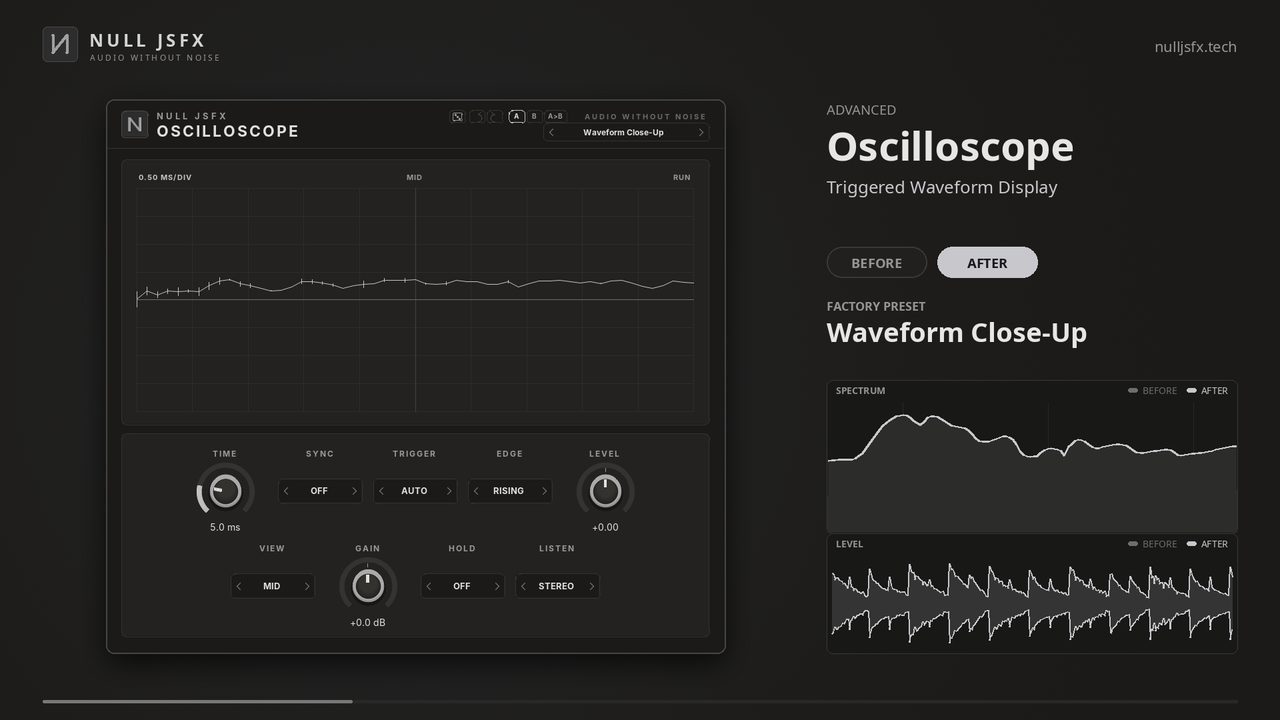 NULL JSFX
AUDIO WITHOUT NOISE
nulljsfx.tech
N
NULL JSFX
OSCILLOSCOPE
A B A>B
AUDIO WITHOUT NOISE
Waveform Close-Up
0.50 MS/DIV MID RUN
TIME SYNC TRIGGER EDGE LEVEL
OFF AUTO RISING
5.0 ms +0.00
VIEW GAIN HOLD LISTEN
MID OFF STEREO
+0.0 dB
ADVANCED
Oscilloscope
Triggered Waveform Display
BEFORE AFTER
FACTORY PRESET
Waveform Close-Up
SPECTRUM BEFORE AFTER
LEVEL BEFORE AFTER